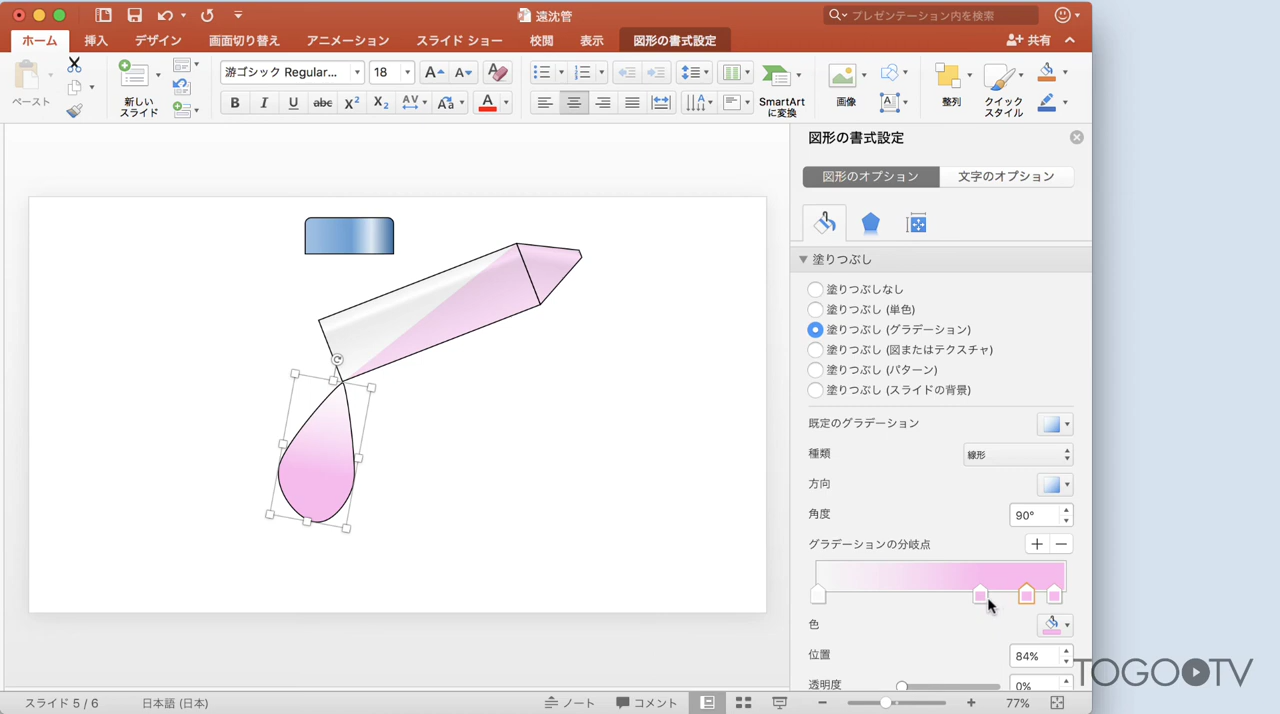 遠沈管
プレゼンテーション内を検索
ホーム 挿入 デザイン 画面切り替え アニメーション スライド ショー 校閲 表示 図形の書式設定 共有
ペースト
新しい
スライド
游ゴシック Regular... 18
B I U abc X² X₂ AV Aa A
SmartArt
に変換
画像
整列
クイック
スタイル
図形の書式設定
図形のオプション 文字のオプション
塗りつぶし
塗りつぶしなし
塗りつぶし (単色)
塗りつぶし (グラデーション)
塗りつぶし (図またはテクスチャ)
塗りつぶし (パターン)
塗りつぶし (スライドの背景)
既定のグラデーション
種類 線形
方向
角度 90°
グラデーションの分岐点
色
位置 84%
透明度 0%
TOGO TV
スライド 5 / 6 日本語 (日本) ノート コメント 77%